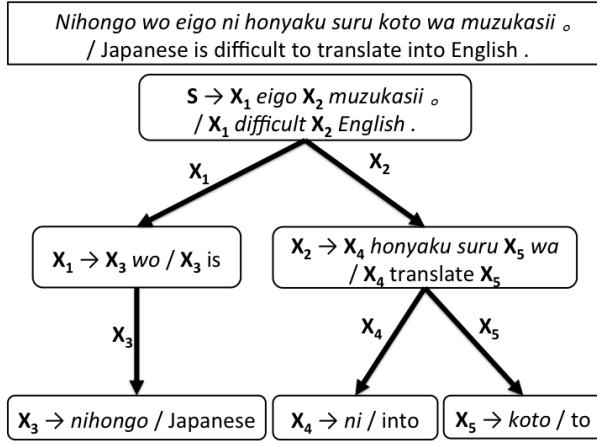 Nihongo wo eigo ni honyaku suru koto wa muzukasii 。
/ Japanese is difficult to translate into English .
S → X1 eigo X2 muzukasii 。
/ X1 difficult X2 English .
X1
X2
X1 → X3 wo / X3 is
X2 → X4 honyaku suru X5 wa
/ X4 translate X5
X3
X4
X5
X3 → nihongo / Japanese
X4 → ni / into
X5 → koto / to